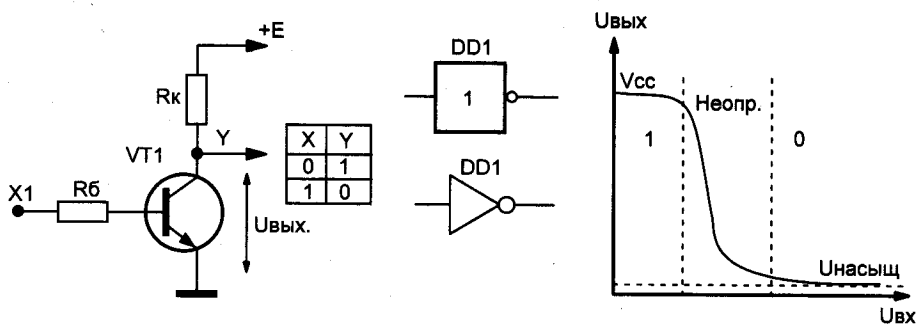 +E
Rк
Y
VT1
X1
Rб
Uвых.
X Y
0 1
1 0
DD1
1
DD1
Uвых
Vcc
Неопр.
1
0
Uнасыщ
Uвх